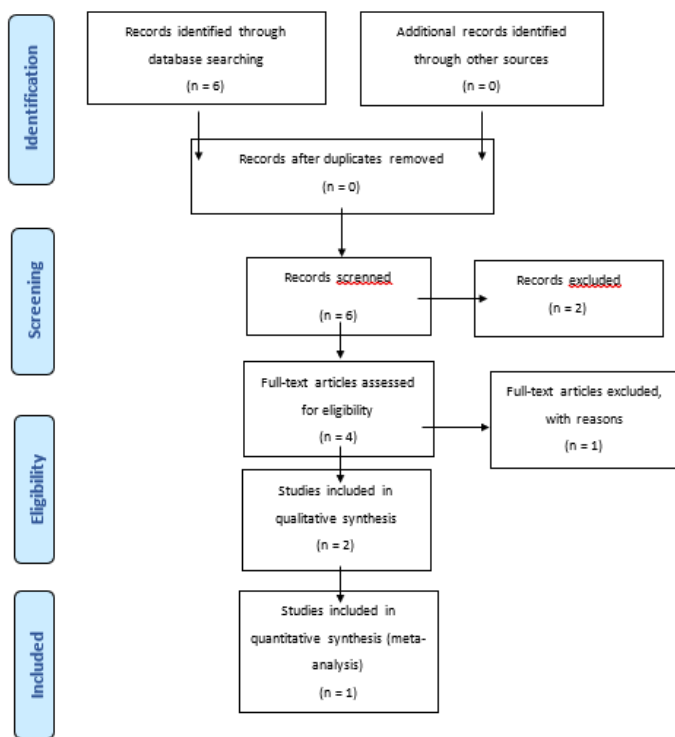 Identification
Records identified through
database searching
(n = 6)
Additional records identified
through other sources
(n = 0)
Records after duplicates removed
(n = 0)
Screening
Records screnned
(n = 6)
Records excluded
(n = 2)
Full-text articles assessed
for eligibility
(n = 4)
Full-text articles excluded,
with reasons
(n = 1)
Eligibility
Studies included in
qualitative synthesis
(n = 2)
Included
Studies included in
quantitative synthesis (meta-
analysis)
(n = 1)